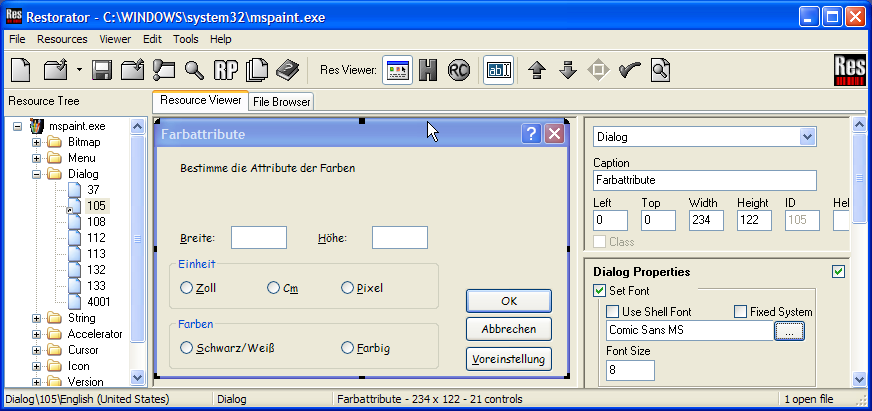 Restorator - C:\WINDOWS\system32\mspaint.exe
File Resources Viewer Edit Tools Help
RP Res Viewer: H RC ab Res
Resource Tree Resource Viewer File Browser
mspaint.exe
Bitmap
Menu
Dialog
37
105
108
112
113
132
133
4001
String
Accelerator
Cursor
Icon
Version
Farbattribute
Bestimme die Attribute der Farben
Breite: Höhe:
Einheit
Zoll Cm Pixel
Farben
Schwarz/Weiß Farbig
OK
Abbrechen
Voreinstellung
Dialog
Caption
Farbattribute
Left Top Width Height ID Hel
0 0 234 122 105
Class
Dialog Properties
Set Font
Use Shell Font Fixed System
Comic Sans MS ...
Font Size
8
Dialog\105\English (United States) Dialog Farbattribute - 234 x 122 - 21 controls 1 open file